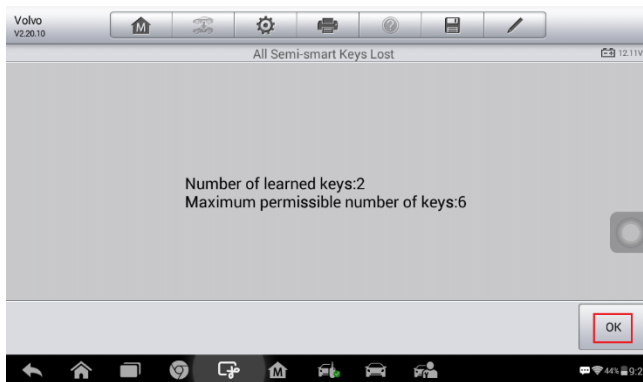 Volvo
V2.20.10
All Semi-smart Keys Lost
12.11V
Number of learned keys:2
Maximum permissible number of keys:6
OK
44%